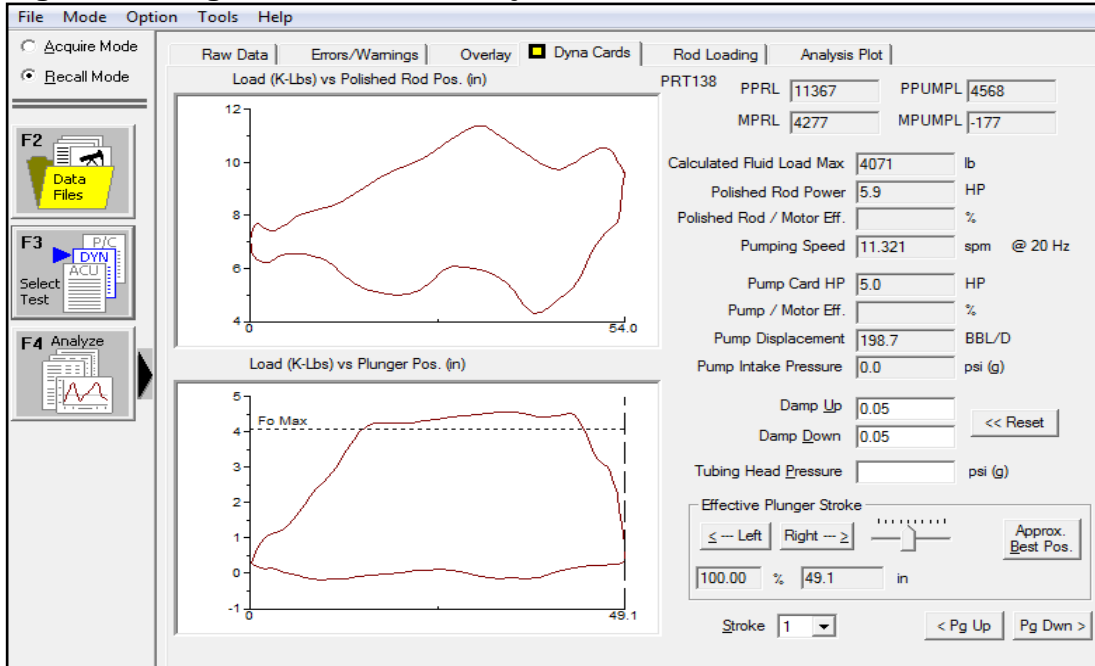 File Mode Option Tools Help
Acquire Mode
Recall Mode
F2
Data
Files
F3
P/C
DYN
ACU
Select
Test
F4 Analyze
Raw Data Errors/Warnings Overlay Dyna Cards Rod Loading Analysis Plot
Load (K-Lbs) vs Polished Rod Pos. (in)
12
10
8
6
4
0 54.0
Load (K-Lbs) vs Plunger Pos. (in)
5
Fo Max
4
3
2
1
0
-1
0 49.1
PRT138 PPRL 11367 PPUMPL 4568
MPRL 4277 MPUMPL -177
Calculated Fluid Load Max 4071 lb
Polished Rod Power 5.9 HP
Polished Rod / Motor Eff. %
Pumping Speed 11.321 spm @ 20 Hz
Pump Card HP 5.0 HP
Pump / Motor Eff. %
Pump Displacement 198.7 BBL/D
Pump Intake Pressure 0.0 psi (g)
Damp Up 0.05
Damp Down 0.05
<< Reset
Tubing Head Pressure psi (g)
Effective Plunger Stroke
< --- Left Right --- >
Approx.
Best Pos.
100.00 % 49.1 in
Stroke 1 < Pg Up Pg Dwn >